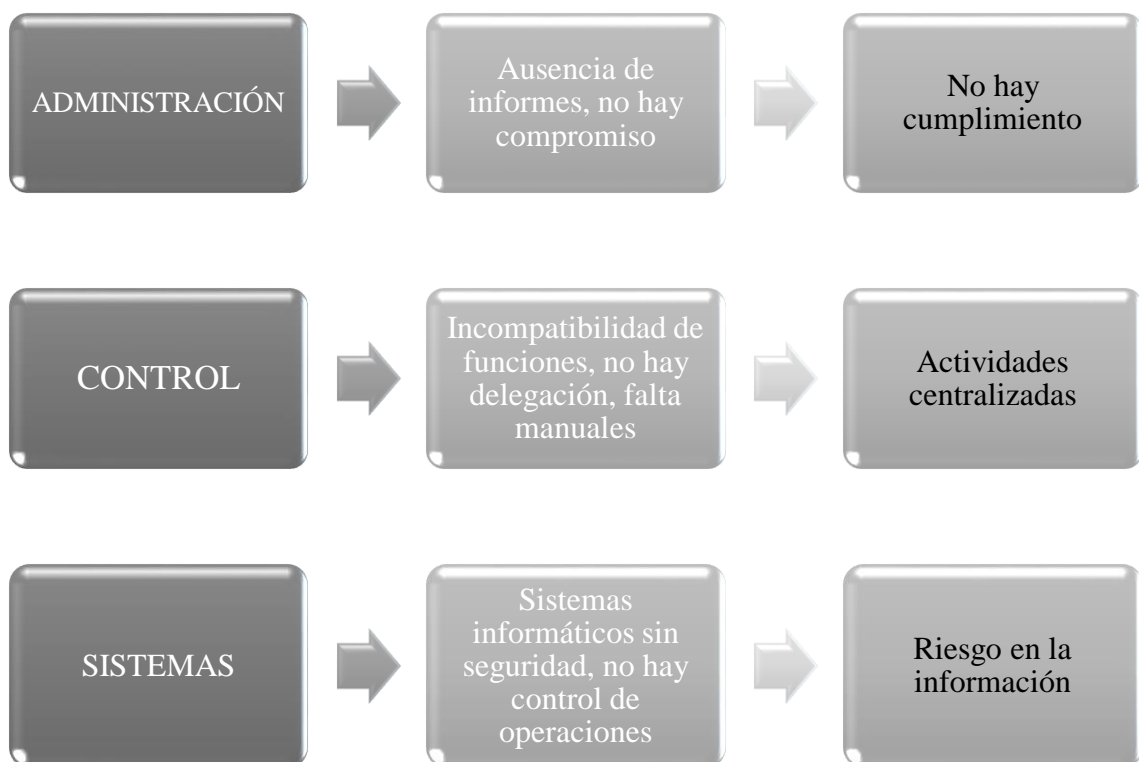 ADMINISTRACIÓN
Ausencia de
informes, no hay
compromiso
No hay
cumplimiento
CONTROL
Incompatibilidad de
funciones, no hay
delegación, falta
manuales
Actividades
centralizadas
SISTEMAS
Sistemas
informáticos sin
seguridad, no hay
control de
operaciones
Riesgo en la
información